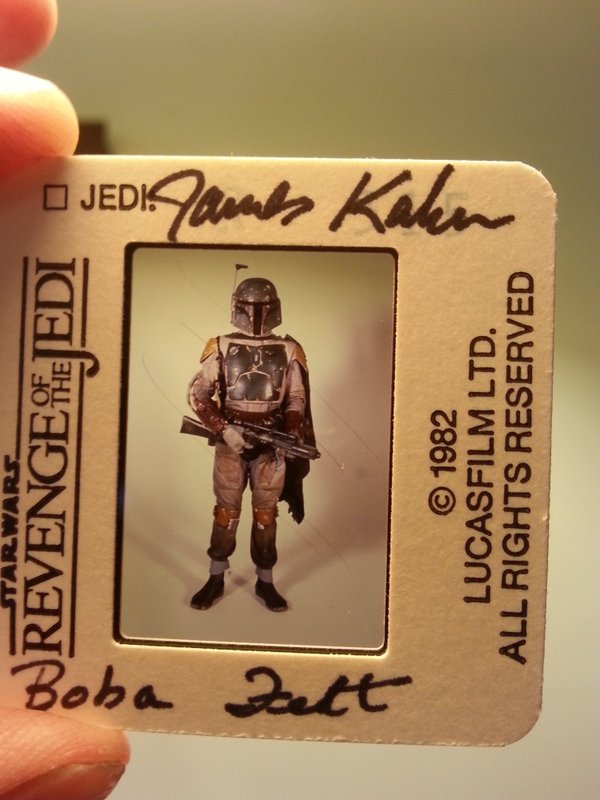 JEDI.
James Kahn
STAR WARS
REVENGE OF THE JEDI
© 1982
LUCASFILM LTD.
ALL RIGHTS RESERVED
Boba Fett